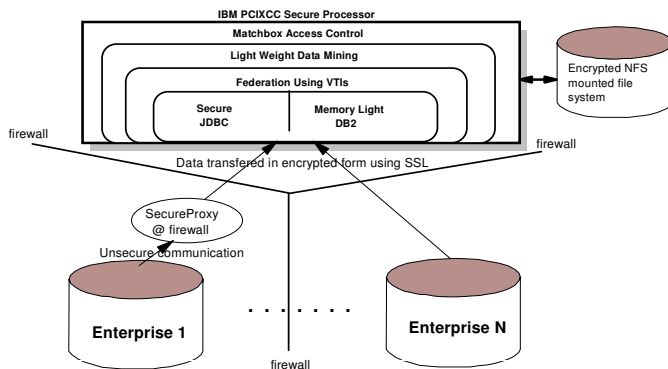 IBM PCIXCC Secure Processor
Matchbox Access Control
Light Weight Data Mining
Federation Using VTIs
Secure
JDBC
Memory Light
DB2
Encrypted NFS
mounted file
system
firewall
firewall
Data transfered in encrypted form using SSL
SecureProxy
@ firewall
Unsecure communication
Enterprise 1
. . . . . . .
Enterprise N
firewall